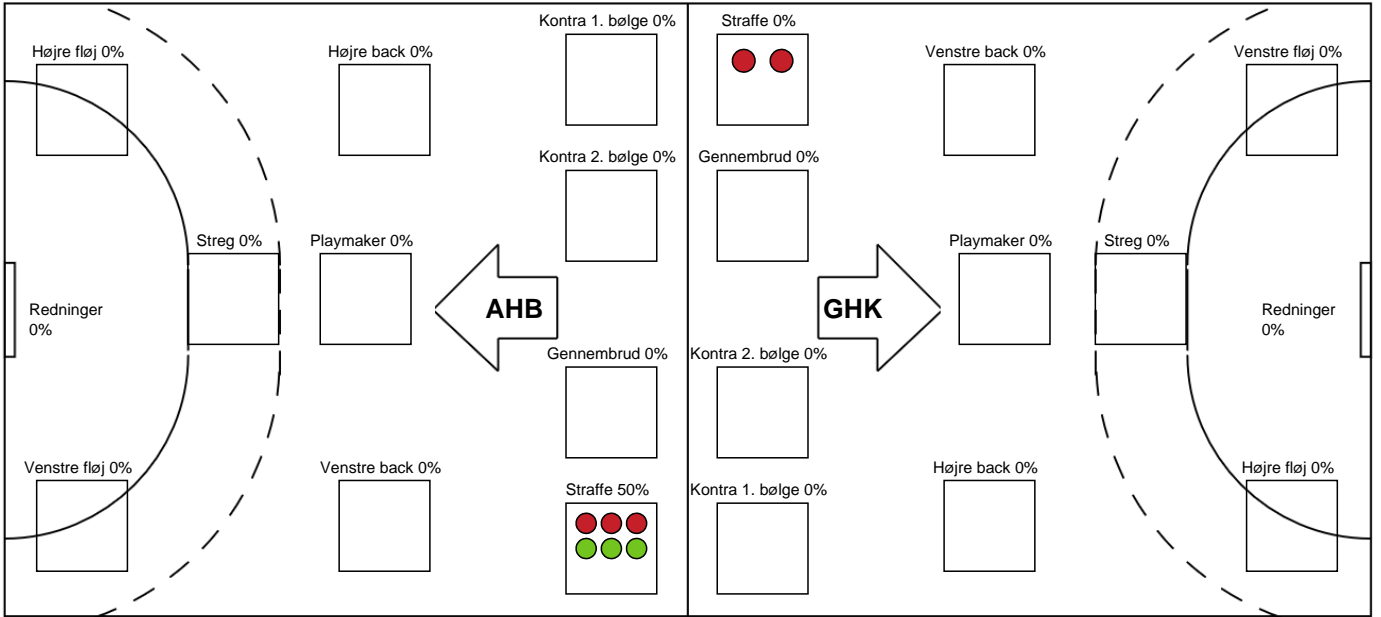 Kontra 1. bølge 0%
Straffe 0%
Højre fløj 0%
Højre back 0%
Venstre back 0%
Venstre fløj 0%
Kontra 2. bølge 0%
Gennembrud 0%
Streg 0%
Playmaker 0%
Playmaker 0%
Streg 0%
Redninger
0%
AHB
GHK
Redninger
0%
Gennembrud 0%
Kontra 2. bølge 0%
Venstre fløj 0%
Venstre back 0%
Højre back 0%
Højre fløj 0%
Straffe 50%
Kontra 1. bølge 0%